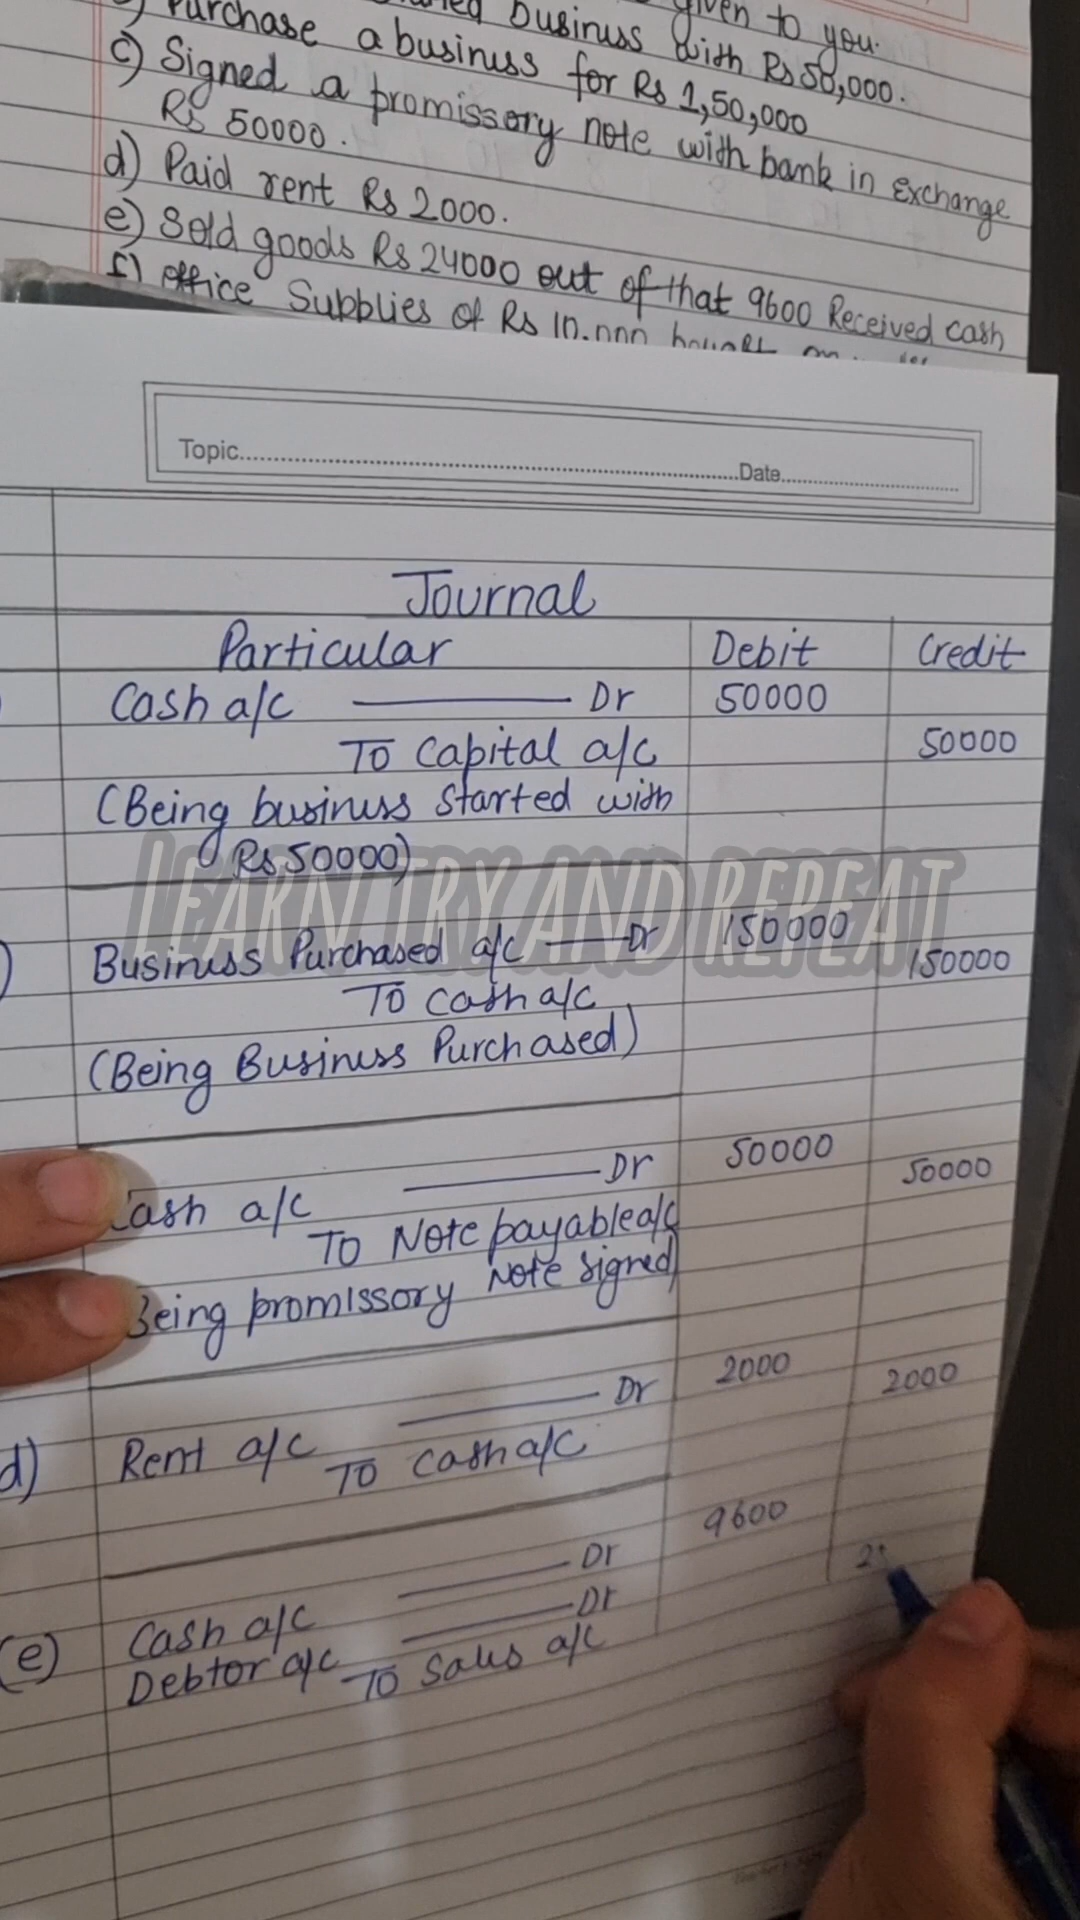 given to you.
business with Rs 50,000.
Purchase a business for Rs 1,50,000
c) Signed a promissory note with bank in exchange
Rs 50000.
d) Paid rent Rs 2000.
e) Sold goods Rs 24000 out of that 9600 Received cash
f) office Supplies of Rs 10,000 bought on
Topic Date
Journal
Particular Debit Credit
Cash a/c Dr 50000
To Capital a/c 50000
(Being business started with
Rs 50000)
LEARN TRY AND REPEAT
Business Purchased a/c Dr 150000
To Cash a/c 150000
(Being Business Purchased)
Cash a/c Dr 50000
To Note payable a/c 50000
Being promissory Note signed)
d) Rent a/c Dr 2000
To Cash a/c 2000
(e) Cash a/c Dr 9600
Debtor a/c Dr
To Sales a/c 2